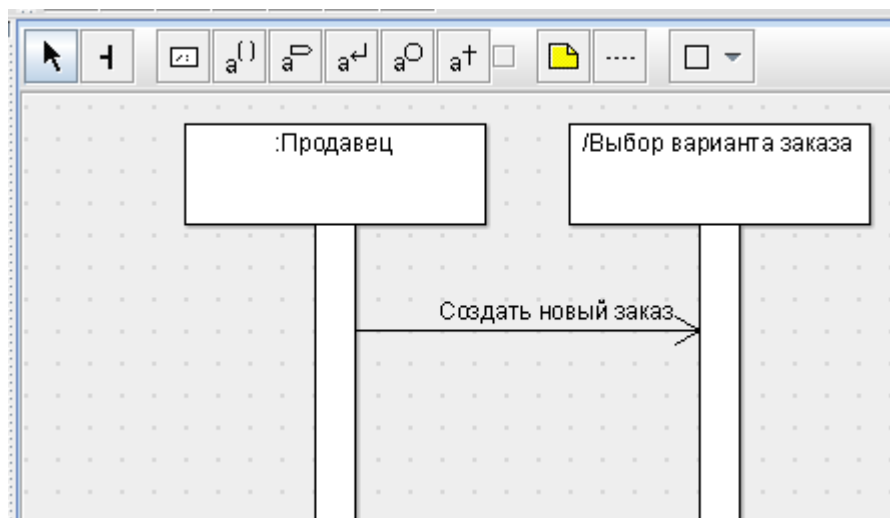 a() a a a a†
:Продавец
/Выбор варианта заказа
Создать новый заказ